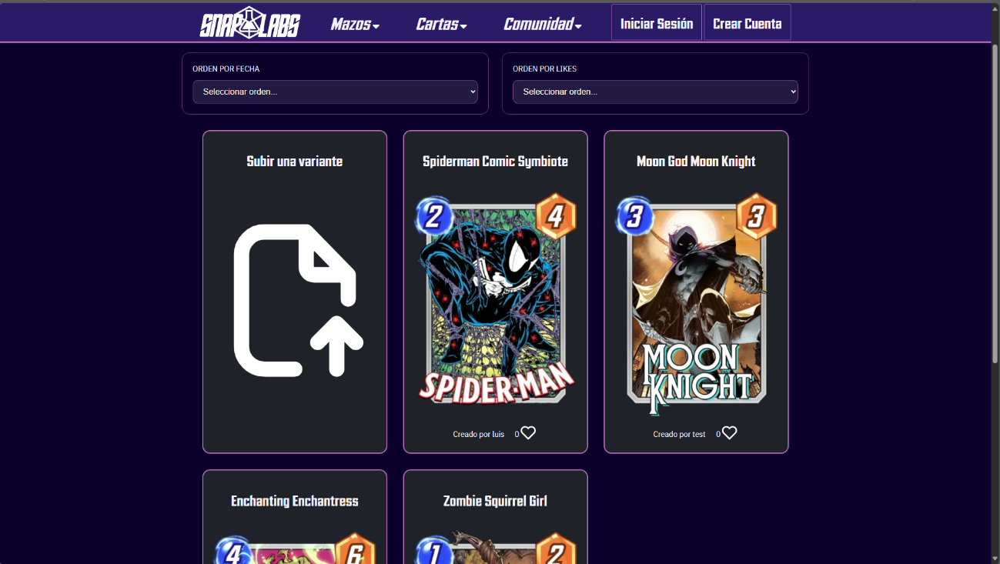 SNAP LABS
Mazos
Cartas
Comunidad
Iniciar Sesión
Crear Cuenta
ORDEN POR FECHA
Seleccionar orden...
ORDEN POR LIKES
Seleccionar orden...
Subir una variante
Spiderman Comic Symbiote
2
4
SPIDER-MAN
Creado por luis
0
Moon God Moon Knight
3
3
MOON
KNIGHT
Creado por test
0
Enchanting Enchantress
4
6
Zombie Squirrel Girl
1
2